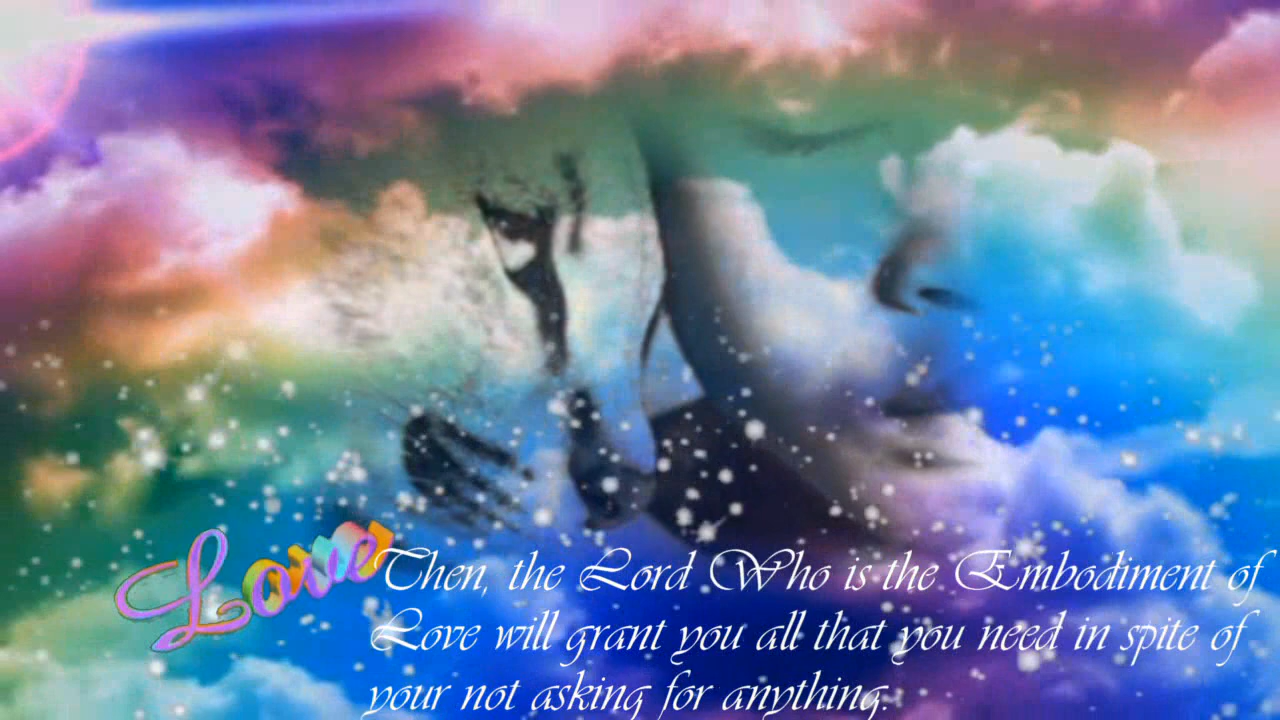 Love
Then, the Lord Who is the Embodiment of
Love will grant you all that you need in spite of
your not asking for anything.